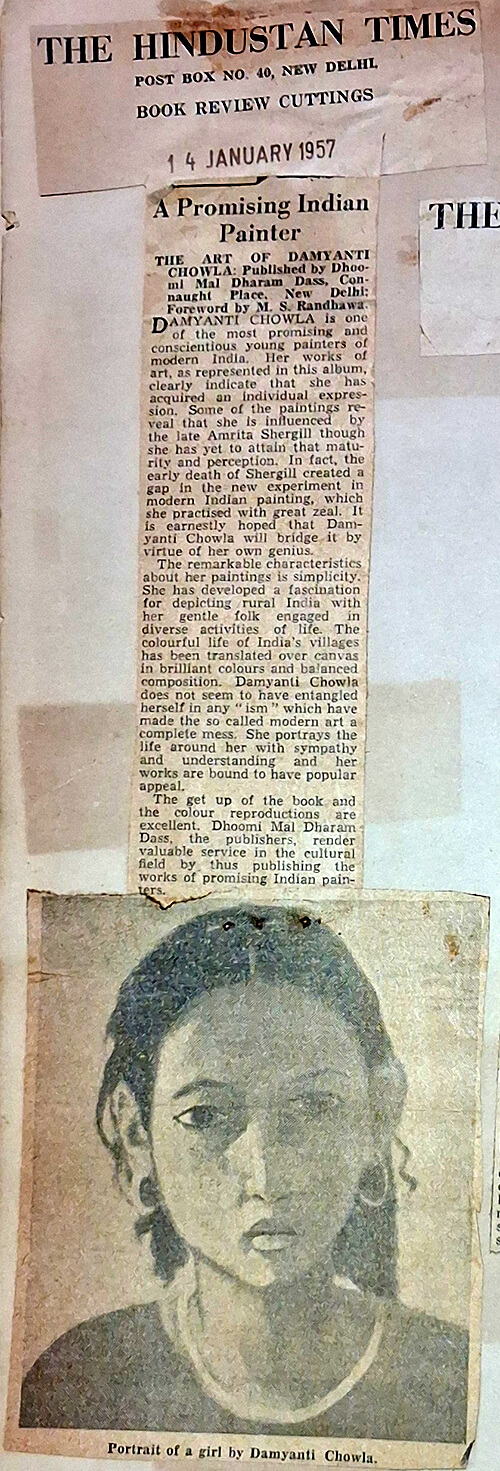 THE HINDUSTAN TIMES
POST BOX NO. 40, NEW DELHI.
BOOK REVIEW CUTTINGS
14 JANUARY 1957
THE
A Promising Indian
Painter
THE ART OF DAMYANTI
CHOWLA: Published by Dhoo-
mi Mal Dharam Dass, Con-
naught Place, New Delhi;
Foreword by M. S. Randhawa.
DAMYANTI CHOWLA is one
of the most promising and
conscientious young painters of
modern India. Her works of
art, as represented in this album,
clearly indicate that she has
acquired an individual expres-
sion. Some of the paintings re-
veal that she is influenced by
the late Amrita Shergill though
she has yet to attain that matu-
rity and perception. In fact, the
early death of Shergill created a
gap in the new experiment in
modern Indian painting, which
she practised with great zeal. It
is earnestly hoped that Dam-
yanti Chowla will bridge it by
virtue of her own genius.
The remarkable characteristics
about her paintings is simplicity.
She has developed a fascination
for depicting rural India with
her gentle folk engaged in
diverse activities of life. The
colourful life of India's villages
has been translated over canvas
in brilliant colours and balanced
composition. Damyanti Chowla
does not seem to have entangled
herself in any "ism" which have
made the so called modern art a
complete mess. She portrays the
life around her with sympathy
and understanding and her
works are bound to have popular
appeal.
The get up of the book and
the colour reproductions are
excellent. Dhoomi Mal Dharam
Dass, the publishers, render
valuable service in the cultural
field by thus publishing the
works of promising Indian pain-
ters.
Portrait of a girl by Damyanti Chowla.